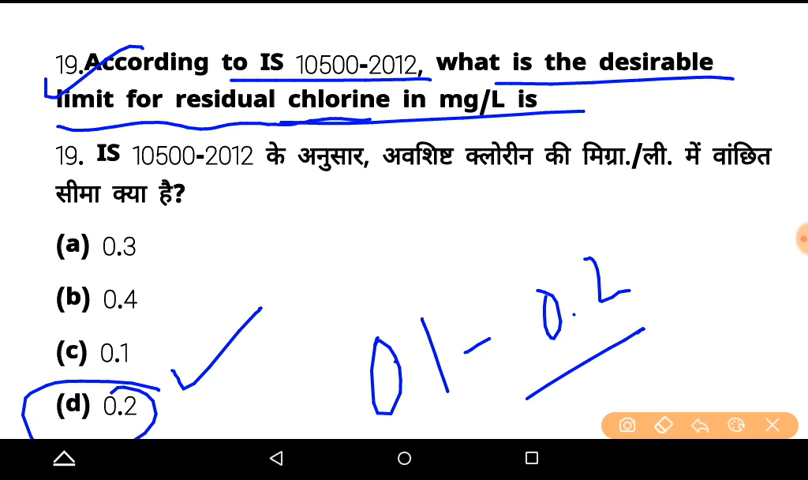 19.According to IS 10500-2012, what is the desirable
limit for residual chlorine in mg/L is
19. IS 10500-2012 के अनुसार, अवशिष्ट क्लोरीन की मिग्रा./ली. में वांछित
सीमा क्या है?
(a) 0.3
(b) 0.4
(c) 0.1
(d) 0.2
01 - 0.2